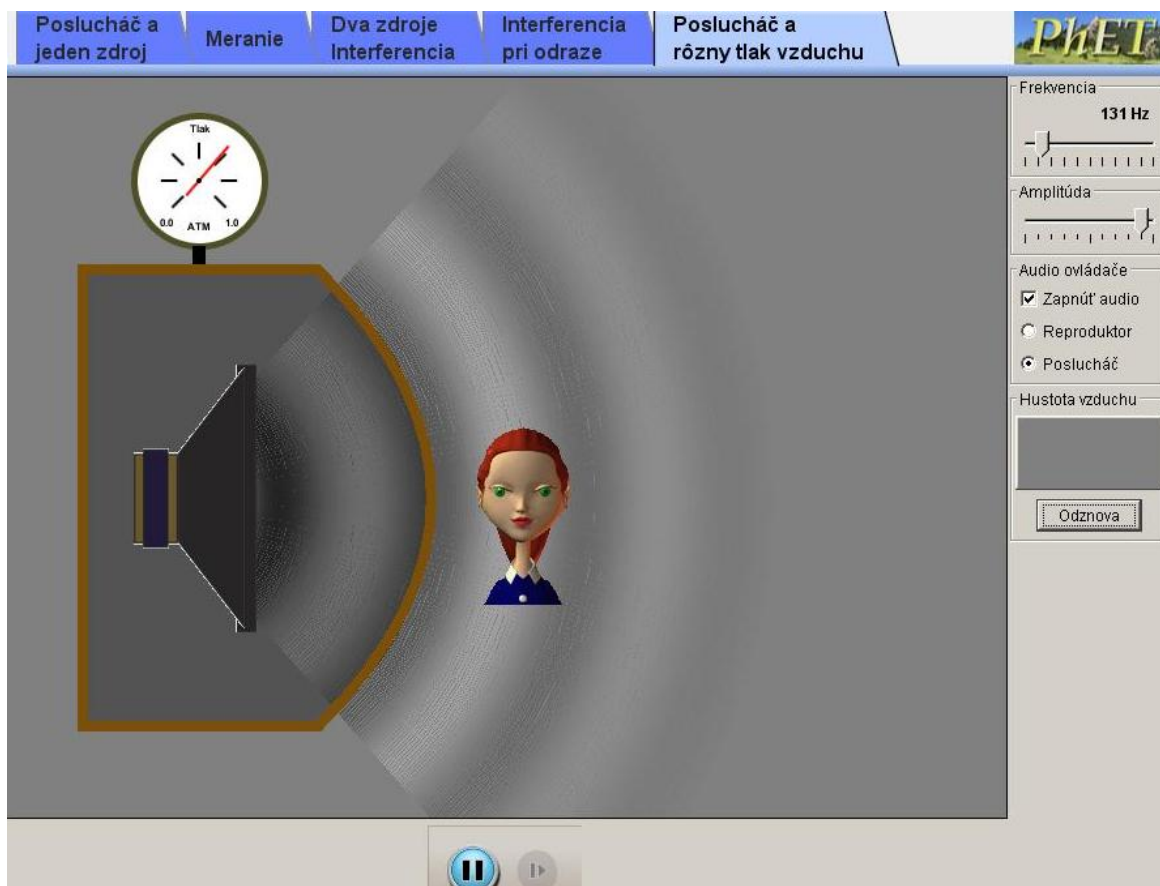 Poslucháč a
jeden zdroj
Meranie
Dva zdroje
Interferencia
Interferencia
pri odraze
Poslucháč a
rôzny tlak vzduchu
PhET
Frekvencia
131 Hz
Amplitúda
Audio ovládače
Zapnúť audio
Reproduktor
Poslucháč
Hustota vzduchu
Odznova
Tlak
0.0 ATM 1.0